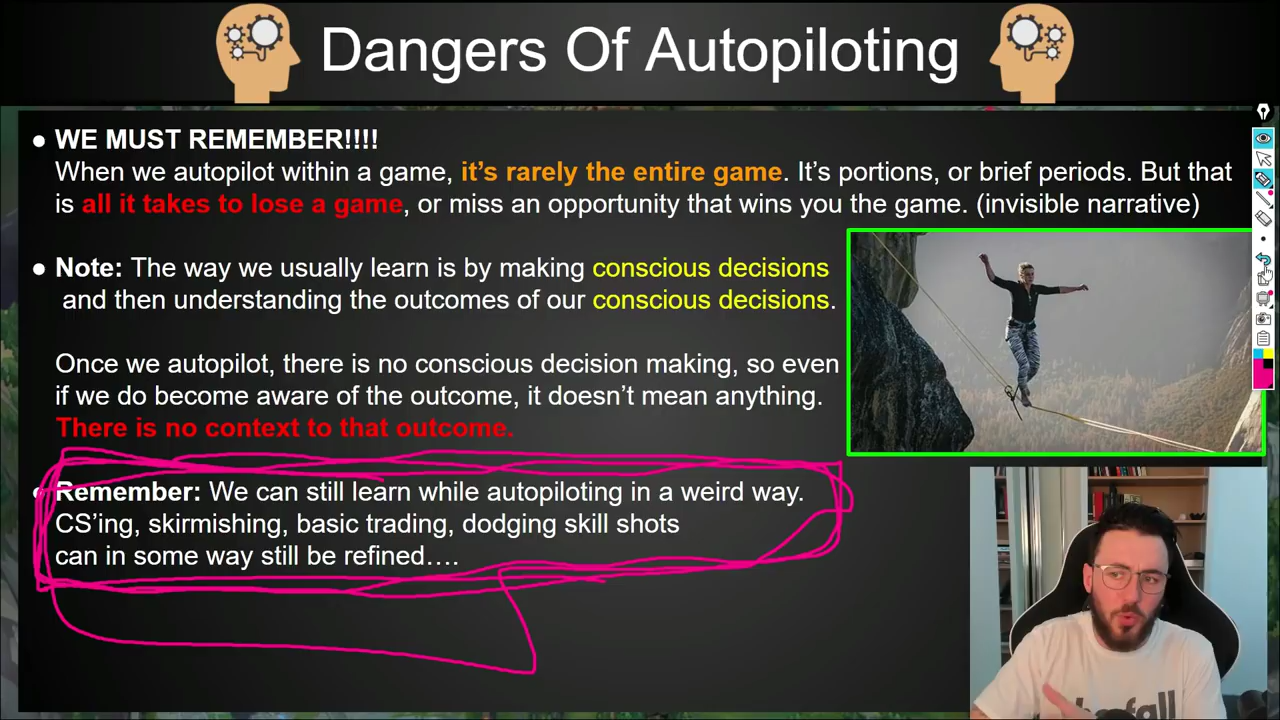 Dangers Of Autopiloting
● WE MUST REMEMBER!!!!
When we autopilot within a game, it's rarely the entire game. It's portions, or brief periods. But that
is all it takes to lose a game, or miss an opportunity that wins you the game. (invisible narrative)
● Note: The way we usually learn is by making conscious decisions
and then understanding the outcomes of our conscious decisions.
Once we autopilot, there is no conscious decision making, so even
if we do become aware of the outcome, it doesn't mean anything.
There is no context to that outcome.
● Remember: We can still learn while autopiloting in a weird way.
CS'ing, skirmishing, basic trading, dodging skill shots
can in some way still be refined….